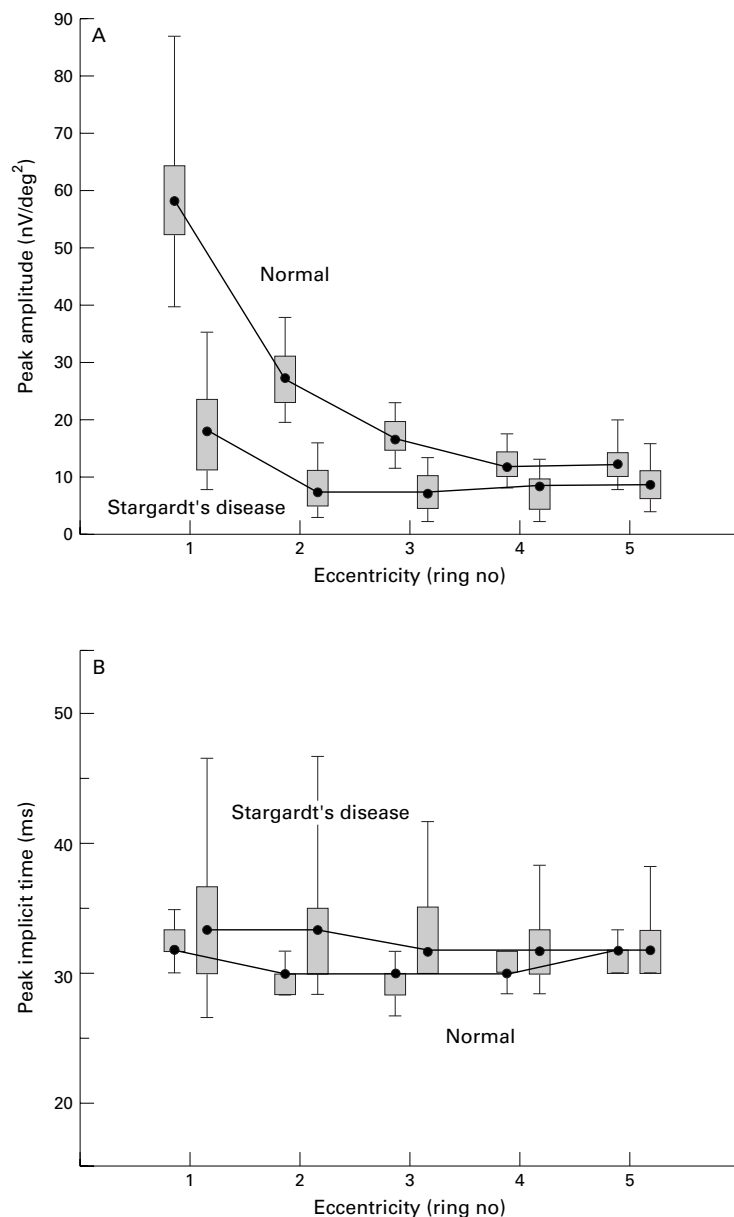 A
90
80
70
60
50
40
30
20
10
0
Peak amplitude (nV/deg²)
Normal
Stargardt's disease
1 2 3 4 5
Eccentricity (ring no)
B
50
40
30
20
Peak implicit time (ms)
Stargardt's disease
Normal
1 2 3 4 5
Eccentricity (ring no)